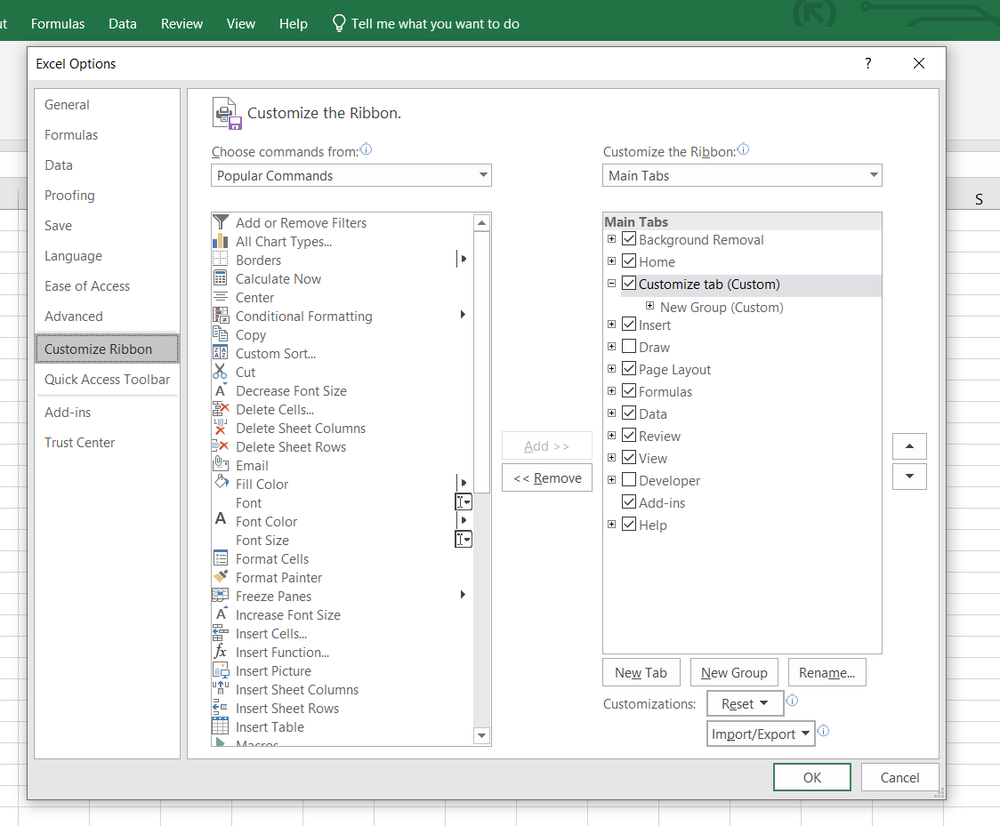 ut Formulas Data Review View Help Tell me what you want to do
Excel Options ? 
General
Formulas
Data
Proofing
Save
Language
Ease of Access
Advanced
Customize Ribbon
Quick Access Toolbar
Add-ins
Trust Center
Customize the Ribbon.
Choose commands from:
Popular Commands
Add or Remove Filters
All Chart Types...
Borders
Calculate Now
Center
Conditional Formatting
Copy
Custom Sort...
Cut
Decrease Font Size
Delete Cells...
Delete Sheet Columns
Delete Sheet Rows
Email
Fill Color
Font
Font Color
Font Size
Format Cells
Format Painter
Freeze Panes
Increase Font Size
Insert Cells...
Insert Function...
Insert Picture
Insert Sheet Columns
Insert Sheet Rows
Insert Table
Macros
Add >>
<< Remove
Customize the Ribbon:
Main Tabs
Main Tabs
Background Removal
Home
Customize tab (Custom)
New Group (Custom)
Insert
Draw
Page Layout
Formulas
Data
Review
View
Developer
Add-ins
Help
New Tab New Group Rename...
Customizations: Reset
Import/Export
OK Cancel
S